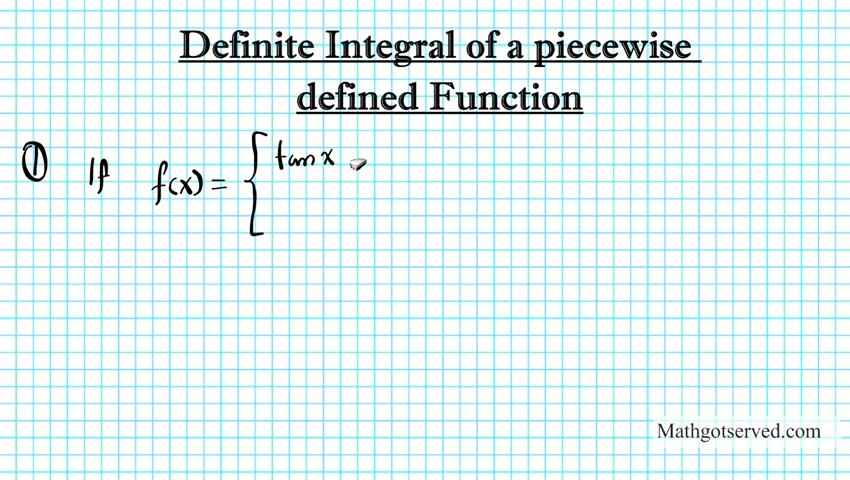 Definite Integral of a piecewise
defined Function
① If f(x) = { tan x
Mathgotserved.com